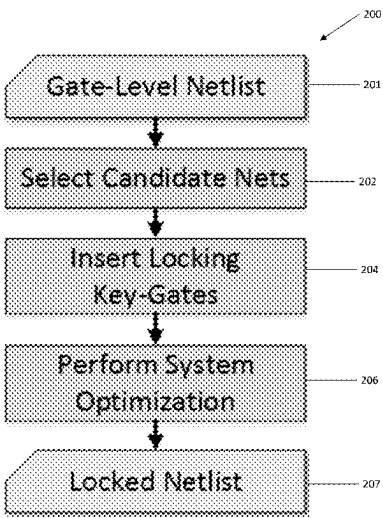 200
Gate-Level Netlist
201
Select Candidate Nets
202
Insert Locking
Key-Gates
204
Perform System
Optimization
206
Locked Netlist
207